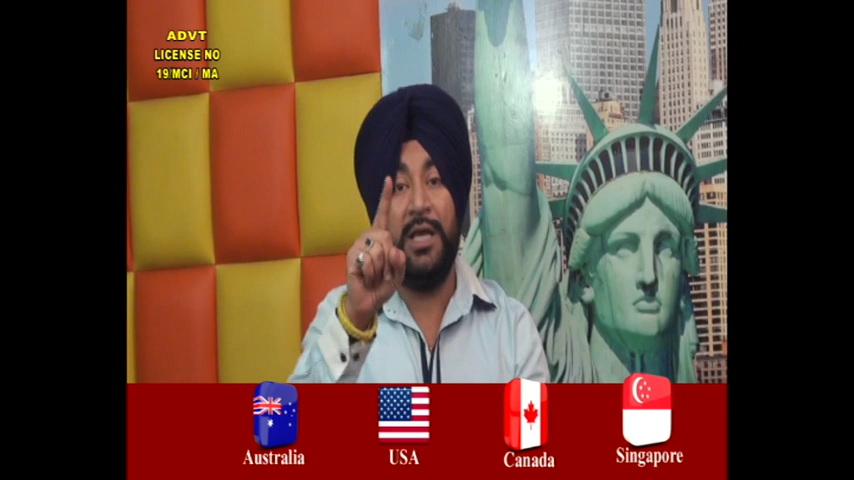 ADVT
LICENSE NO
19/MCI / MA
Australia
USA
Canada
Singapore